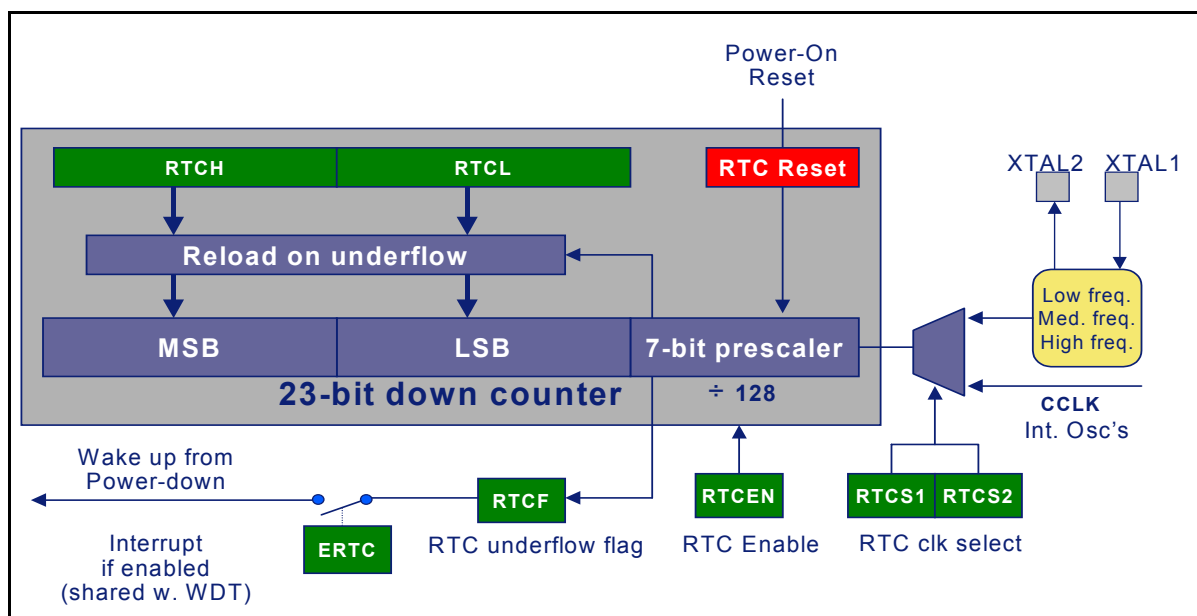 Power-On
Reset
RTCH
RTCL
RTC Reset
XTAL2
XTAL1
Reload on underflow
Low freq.
Med. freq.
High freq.
MSB
LSB
7-bit prescaler
23-bit down counter
÷ 128
CCLK
Int. Osc's
Wake up from
Power-down
RTCF
RTCEN
RTCS1
RTCS2
ERTC
RTC underflow flag
RTC Enable
RTC clk select
Interrupt
if enabled
(shared w. WDT)